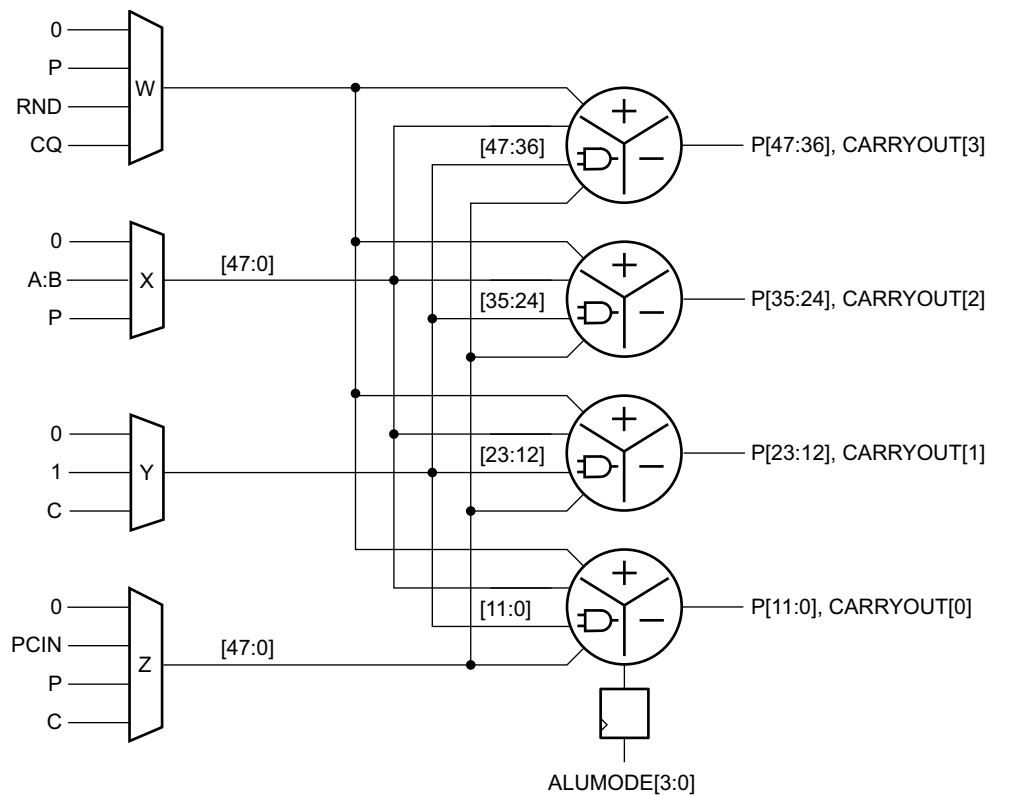 0
P
W
RND
CQ
[47:36]
P[47:36], CARRYOUT[3]
0
A:B
X
P
[47:0]
[35:24]
P[35:24], CARRYOUT[2]
0
1
Y
C
[23:12]
P[23:12], CARRYOUT[1]
0
PCIN
Z
P
C
[47:0]
[11:0]
P[11:0], CARRYOUT[0]
ALUMODE[3:0]